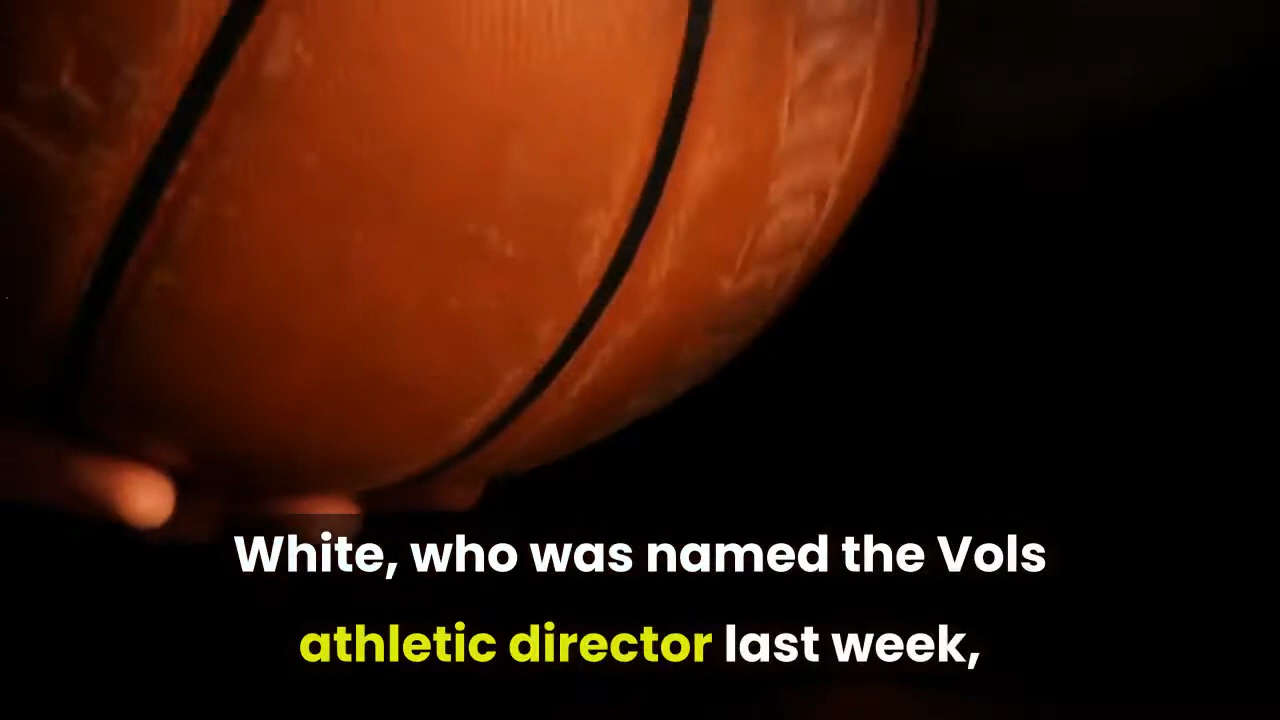 White, who was named the Vols
athletic director last week,